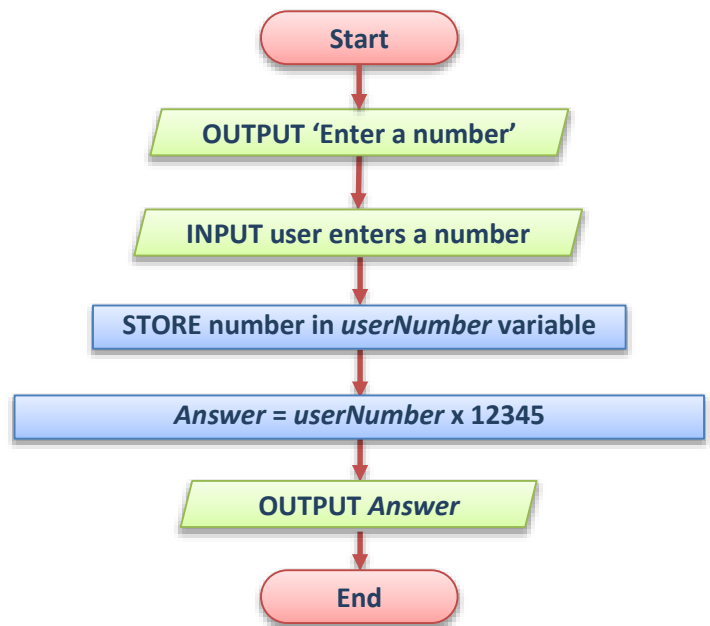 Start
OUTPUT ‘Enter a number’
INPUT user enters a number
STORE number in userNumber variable
Answer = userNumber x 12345
OUTPUT Answer
End